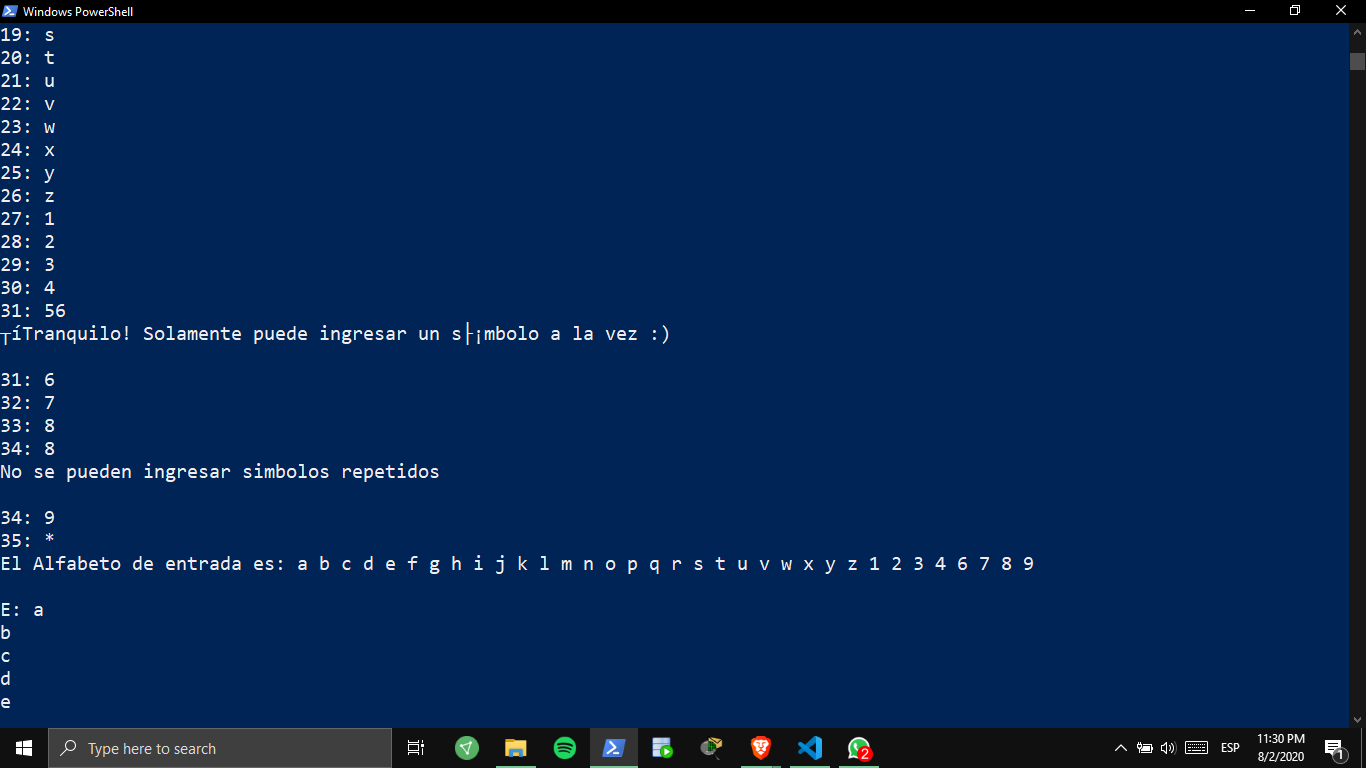 Windows PowerShell
19: s
20: t
21: u
22: v
23: w
24: x
25: y
26: z
27: 1
28: 2
29: 3
30: 4
31: 56
┬íTranquilo! Solamente puede ingresar un s├¡mbolo a la vez :)
31: 6
32: 7
33: 8
34: 8
No se pueden ingresar simbolos repetidos
34: 9
35: *
El Alfabeto de entrada es: a b c d e f g h i j k l m n o p q r s t u v w x y z 1 2 3 4 6 7 8 9
E: a
b
c
d
e
Type here to search
2
ESP
11:30 PM
8/2/2020
1